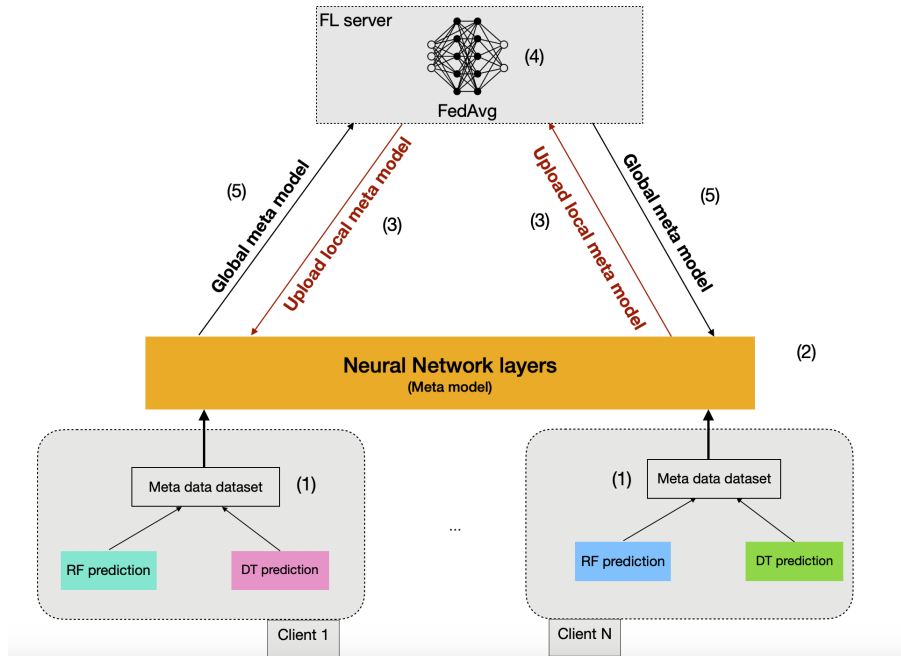 FL server
(4)
FedAvg
(5)
Global meta model
Upload local meta model
(3)
Upload local meta model
(3)
Global meta model
(5)
Neural Network layers
(Meta model)
(2)
Meta data dataset
(1)
RF prediction
DT prediction
Client 1
...
(1)
Meta data dataset
RF prediction
DT prediction
Client N